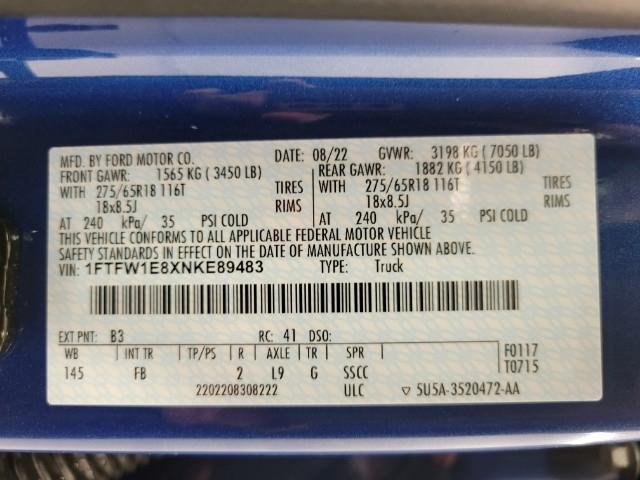 MFD. BY FORD MOTOR CO. DATE: 08/22 GVWR: 3198 KG ( 7050 LB)
FRONT GAWR: 1565 KG ( 3450 LB) REAR GAWR: 1882 KG ( 4150 LB)
WITH 275/65R18 116T TIRES WITH 275/65R18 116T TIRES
18x8.5J RIMS 18x8.5J RIMS
AT 240 kPa/ 35 PSI COLD AT 240 kPa/ 35 PSI COLD
THIS VEHICLE CONFORMS TO ALL APPLICABLE FEDERAL MOTOR VEHICLE
SAFETY STANDARDS IN EFFECT ON THE DATE OF MANUFACTURE SHOWN ABOVE.
VIN: 1FTFW1E8XNKE89483 TYPE: Truck
EXT PNT: B3 RC: 41 DSO:
WB INT TR TP/PS R AXLE TR SPR F0117
145 FB 2 L9 G SSCC T0715
2202208308222 ULC ▽ 5U5A-3520472-AA